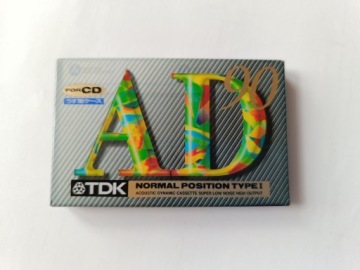 FOR CD
AD
90
TDK
NORMAL POSITION TYPE I
ACOUSTIC DYNAMIC CASSETTE SUPER LOW NOISE HIGH OUTPUT